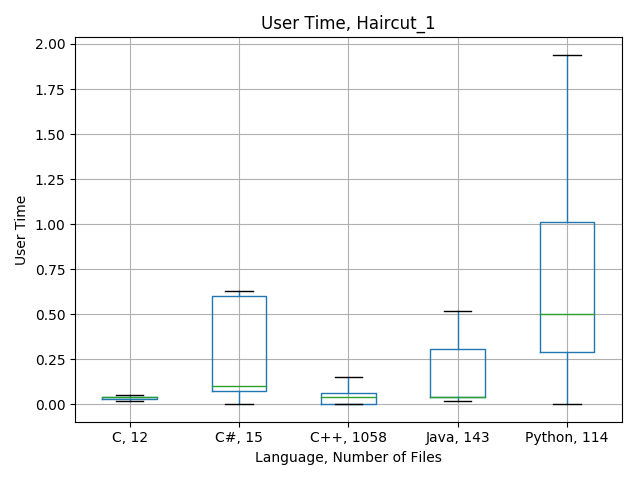 User Time, Haircut_1
User Time
2.00
1.75
1.50
1.25
1.00
0.75
0.50
0.25
0.00
C, 12
C#, 15
C++, 1058
Java, 143
Python, 114
Language, Number of Files